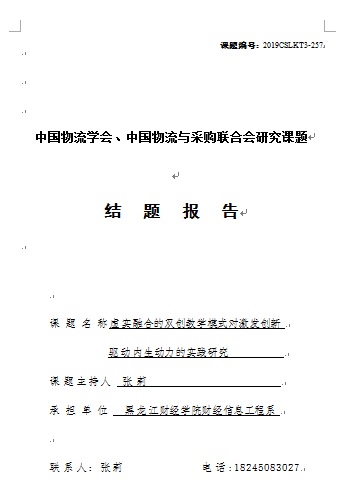 课题编号：2019CSLKT3-257
中国物流学会、中国物流与采购联合会研究课题
结 题 报 告
课 题 名 称 虚实融合的双创教学模式对激发创新
驱动内生动力的实践研究
课题主持人 张莉
承 担 单 位 黑龙江财经学院财经信息工程系
联系人：张莉 电话：18245083027